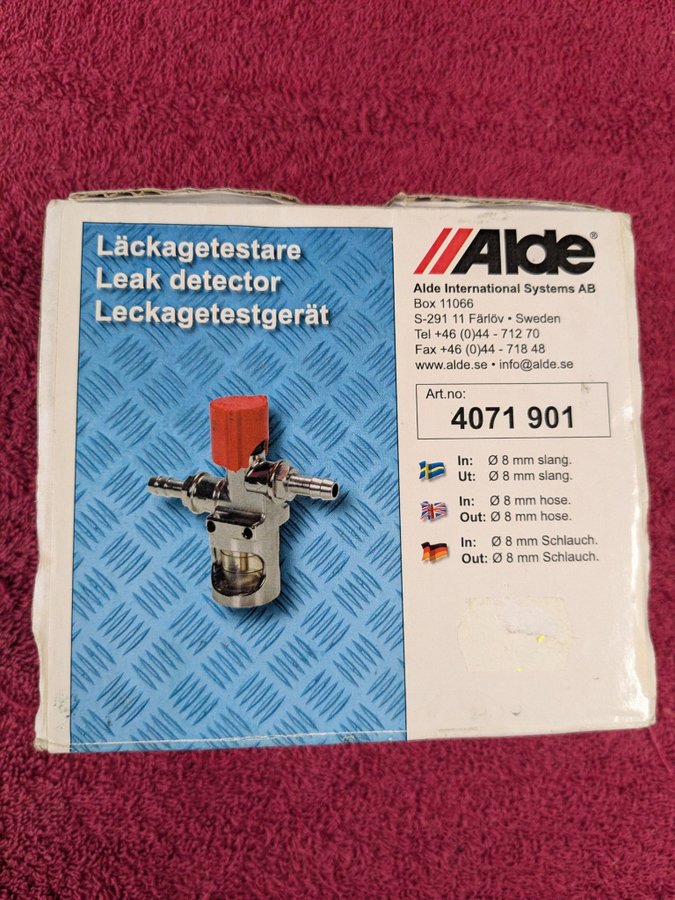 Läckagetestare
Leak detector
Leckagetestgerät
Alde®
Alde International Systems AB
Box 11066
S-291 11 Färlöv • Sweden
Tel +46 (0)44 - 712 70
Fax +46 (0)44 - 718 48
www.alde.se • info@alde.se
Art.no:
4071 901
In: Ø 8 mm slang.
Ut: Ø 8 mm slang.
In: Ø 8 mm hose.
Out: Ø 8 mm hose.
In: Ø 8 mm Schlauch.
Out: Ø 8 mm Schlauch.